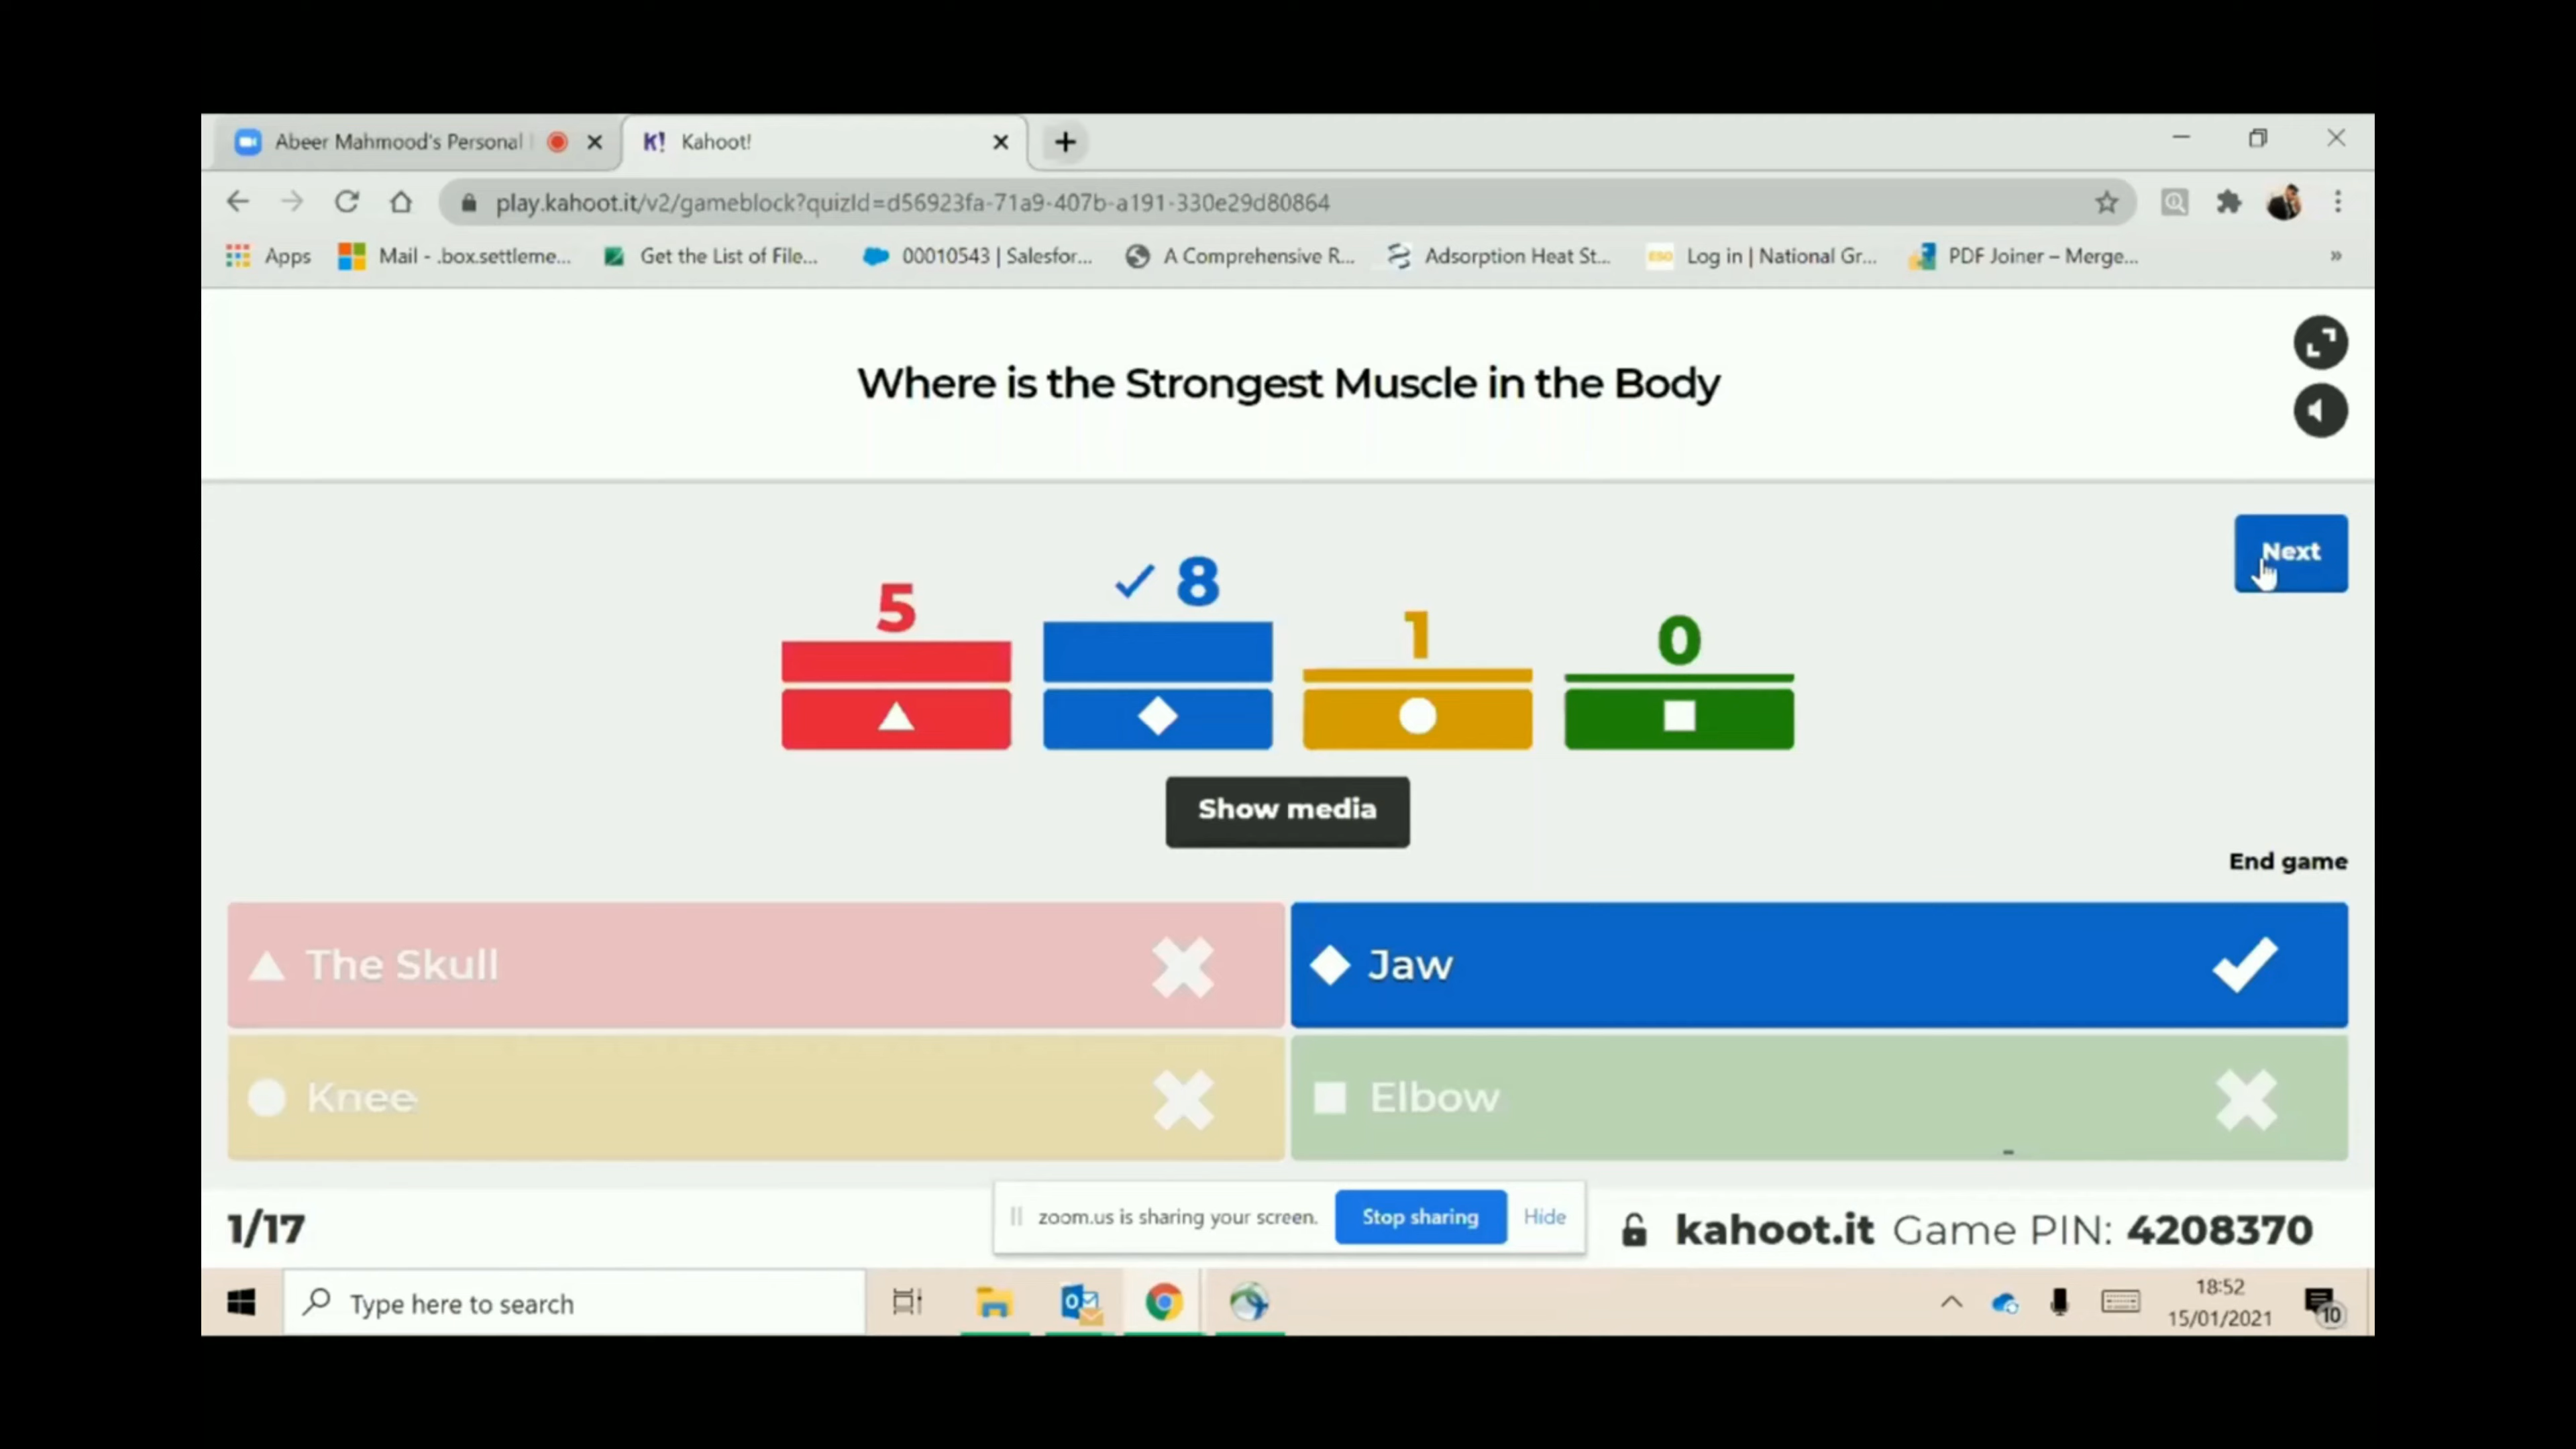 Abeer Mahmood's Personal
K! Kahoot!
play.kahoot.it/v2/gameblock?quizId=d56923fa-71a9-407b-a191-330e29d80864
Apps Mail - .box.settleme... Get the List of File... 00010543 | Salesfor... A Comprehensive R... Adsorption Heat St... ESO Log in | National Gr... PDF Joiner – Merge... »
Where is the Strongest Muscle in the Body
Next
5 8 1 0
Show media
End game
The Skull
Jaw
Knee
Elbow
1/17
zoom.us is sharing your screen. Stop sharing Hide
kahoot.it Game PIN: 4208370
Type here to search
18:52
15/01/2021
10